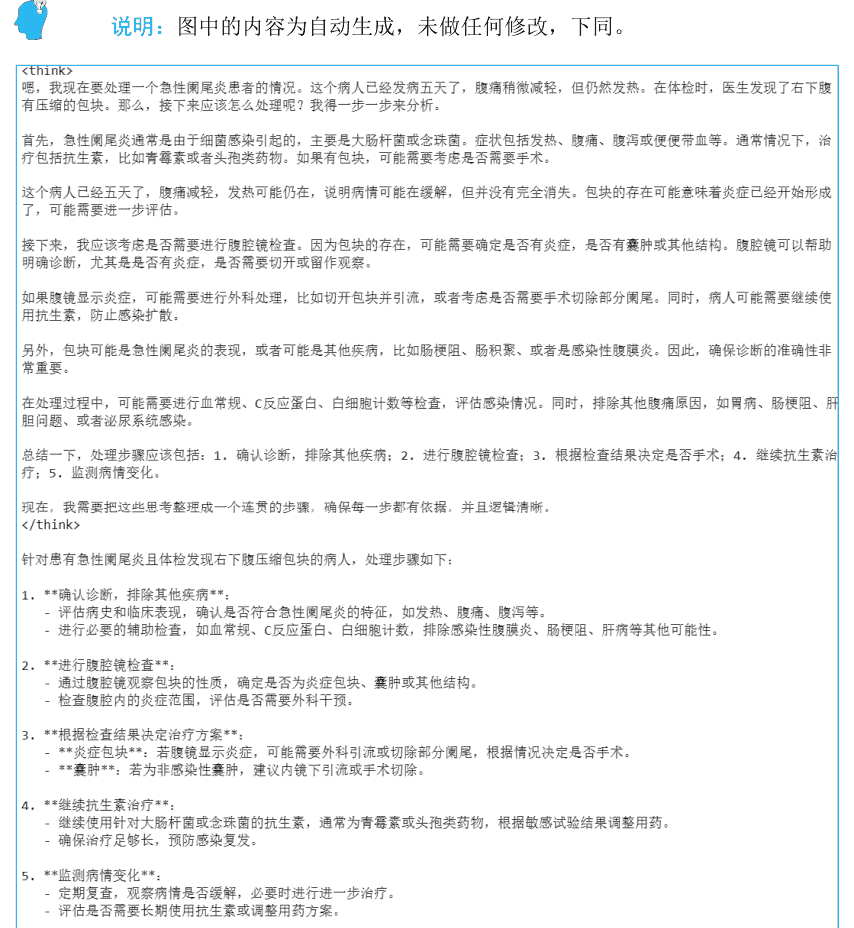 说明：图中的内容为自动生成，未做任何修改，下同。
<think>
嗯，我现在要处理一个急性阑尾炎患者的情况。这个病人已经发病五天了，腹痛稍微减轻，但仍然发热。在体检时，医生发现了右下腹
有压缩的包块。那么，接下来应该怎么处理呢？我得一步一步来分析。
首先，急性阑尾炎通常是由于细菌感染引起的，主要是大肠杆菌或念珠菌。症状包括发热、腹痛、腹泻或便便带血等。通常情况下，治
疗包括抗生素，比如青霉素或者头孢类药物。如果有包块，可能需要考虑是否需要手术。
这个病人已经五天了，腹痛减轻，发热可能仍在，说明病情可能在缓解，但并没有完全消失。包块的存在可能意味着炎症已经开始形成
了，可能需要进一步评估。
接下来，我应该考虑是否需要进行腹腔镜检查。因为包块的存在，可能需要确定是否有炎症，是否有囊肿或其他结构。腹腔镜可以帮助
明确诊断，尤其是是否有炎症，是否需要切开或留作观察。
如果腹镜显示炎症，可能需要进行外科处理，比如切开包块并引流，或者考虑是否需要手术切除部分阑尾。同时，病人可能需要继续使
用抗生素，防止感染扩散。
另外，包块可能是急性阑尾炎的表现，或者可能是其他疾病，比如肠梗阻、肠积聚、或者是感染性腹膜炎。因此，确保诊断的准确性非
常重要。
在处理过程中，可能需要进行血常规、C反应蛋白、白细胞计数等检查，评估感染情况。同时，排除其他腹痛原因，如胃病、肠梗阻、肝
胆问题、或者泌尿系统感染。
总结一下，处理步骤应该包括：1. 确认诊断，排除其他疾病；2. 进行腹腔镜检查；3. 根据检查结果决定是否手术；4. 继续抗生素治
疗；5. 监测病情变化。
现在，我需要把这些思考整理成一个连贯的步骤，确保每一步都有依据，并且逻辑清晰。
</think>
针对患有急性阑尾炎且体检发现右下腹压缩包块的病人，处理步骤如下：
1. **确认诊断，排除其他疾病**：
- 评估病史和临床表现，确认是否符合急性阑尾炎的特征，如发热、腹痛、腹泻等。
- 进行必要的辅助检查，如血常规、C反应蛋白、白细胞计数，排除感染性腹膜炎、肠梗阻、肝病等其他可能性。
2. **进行腹腔镜检查**：
- 通过腹腔镜观察包块的性质，确定是否为炎症包块、囊肿或其他结构。
- 检查腹腔内的炎症范围，评估是否需要外科干预。
3. **根据检查结果决定治疗方案**：
- **炎症包块**：若腹镜显示炎症，可能需要外科引流或切除部分阑尾，根据情况决定是否手术。
- **囊肿**：若为非感染性囊肿，建议内镜下引流或手术切除。
4. **继续抗生素治疗**：
- 继续使用针对大肠杆菌或念珠菌的抗生素，通常为青霉素或头孢类药物，根据敏感试验结果调整用药。
- 确保治疗足够长，预防感染复发。
5. **监测病情变化**：
- 定期复查，观察病情是否缓解，必要时进行进一步治疗。
- 评估是否需要长期使用抗生素或调整用药方案。